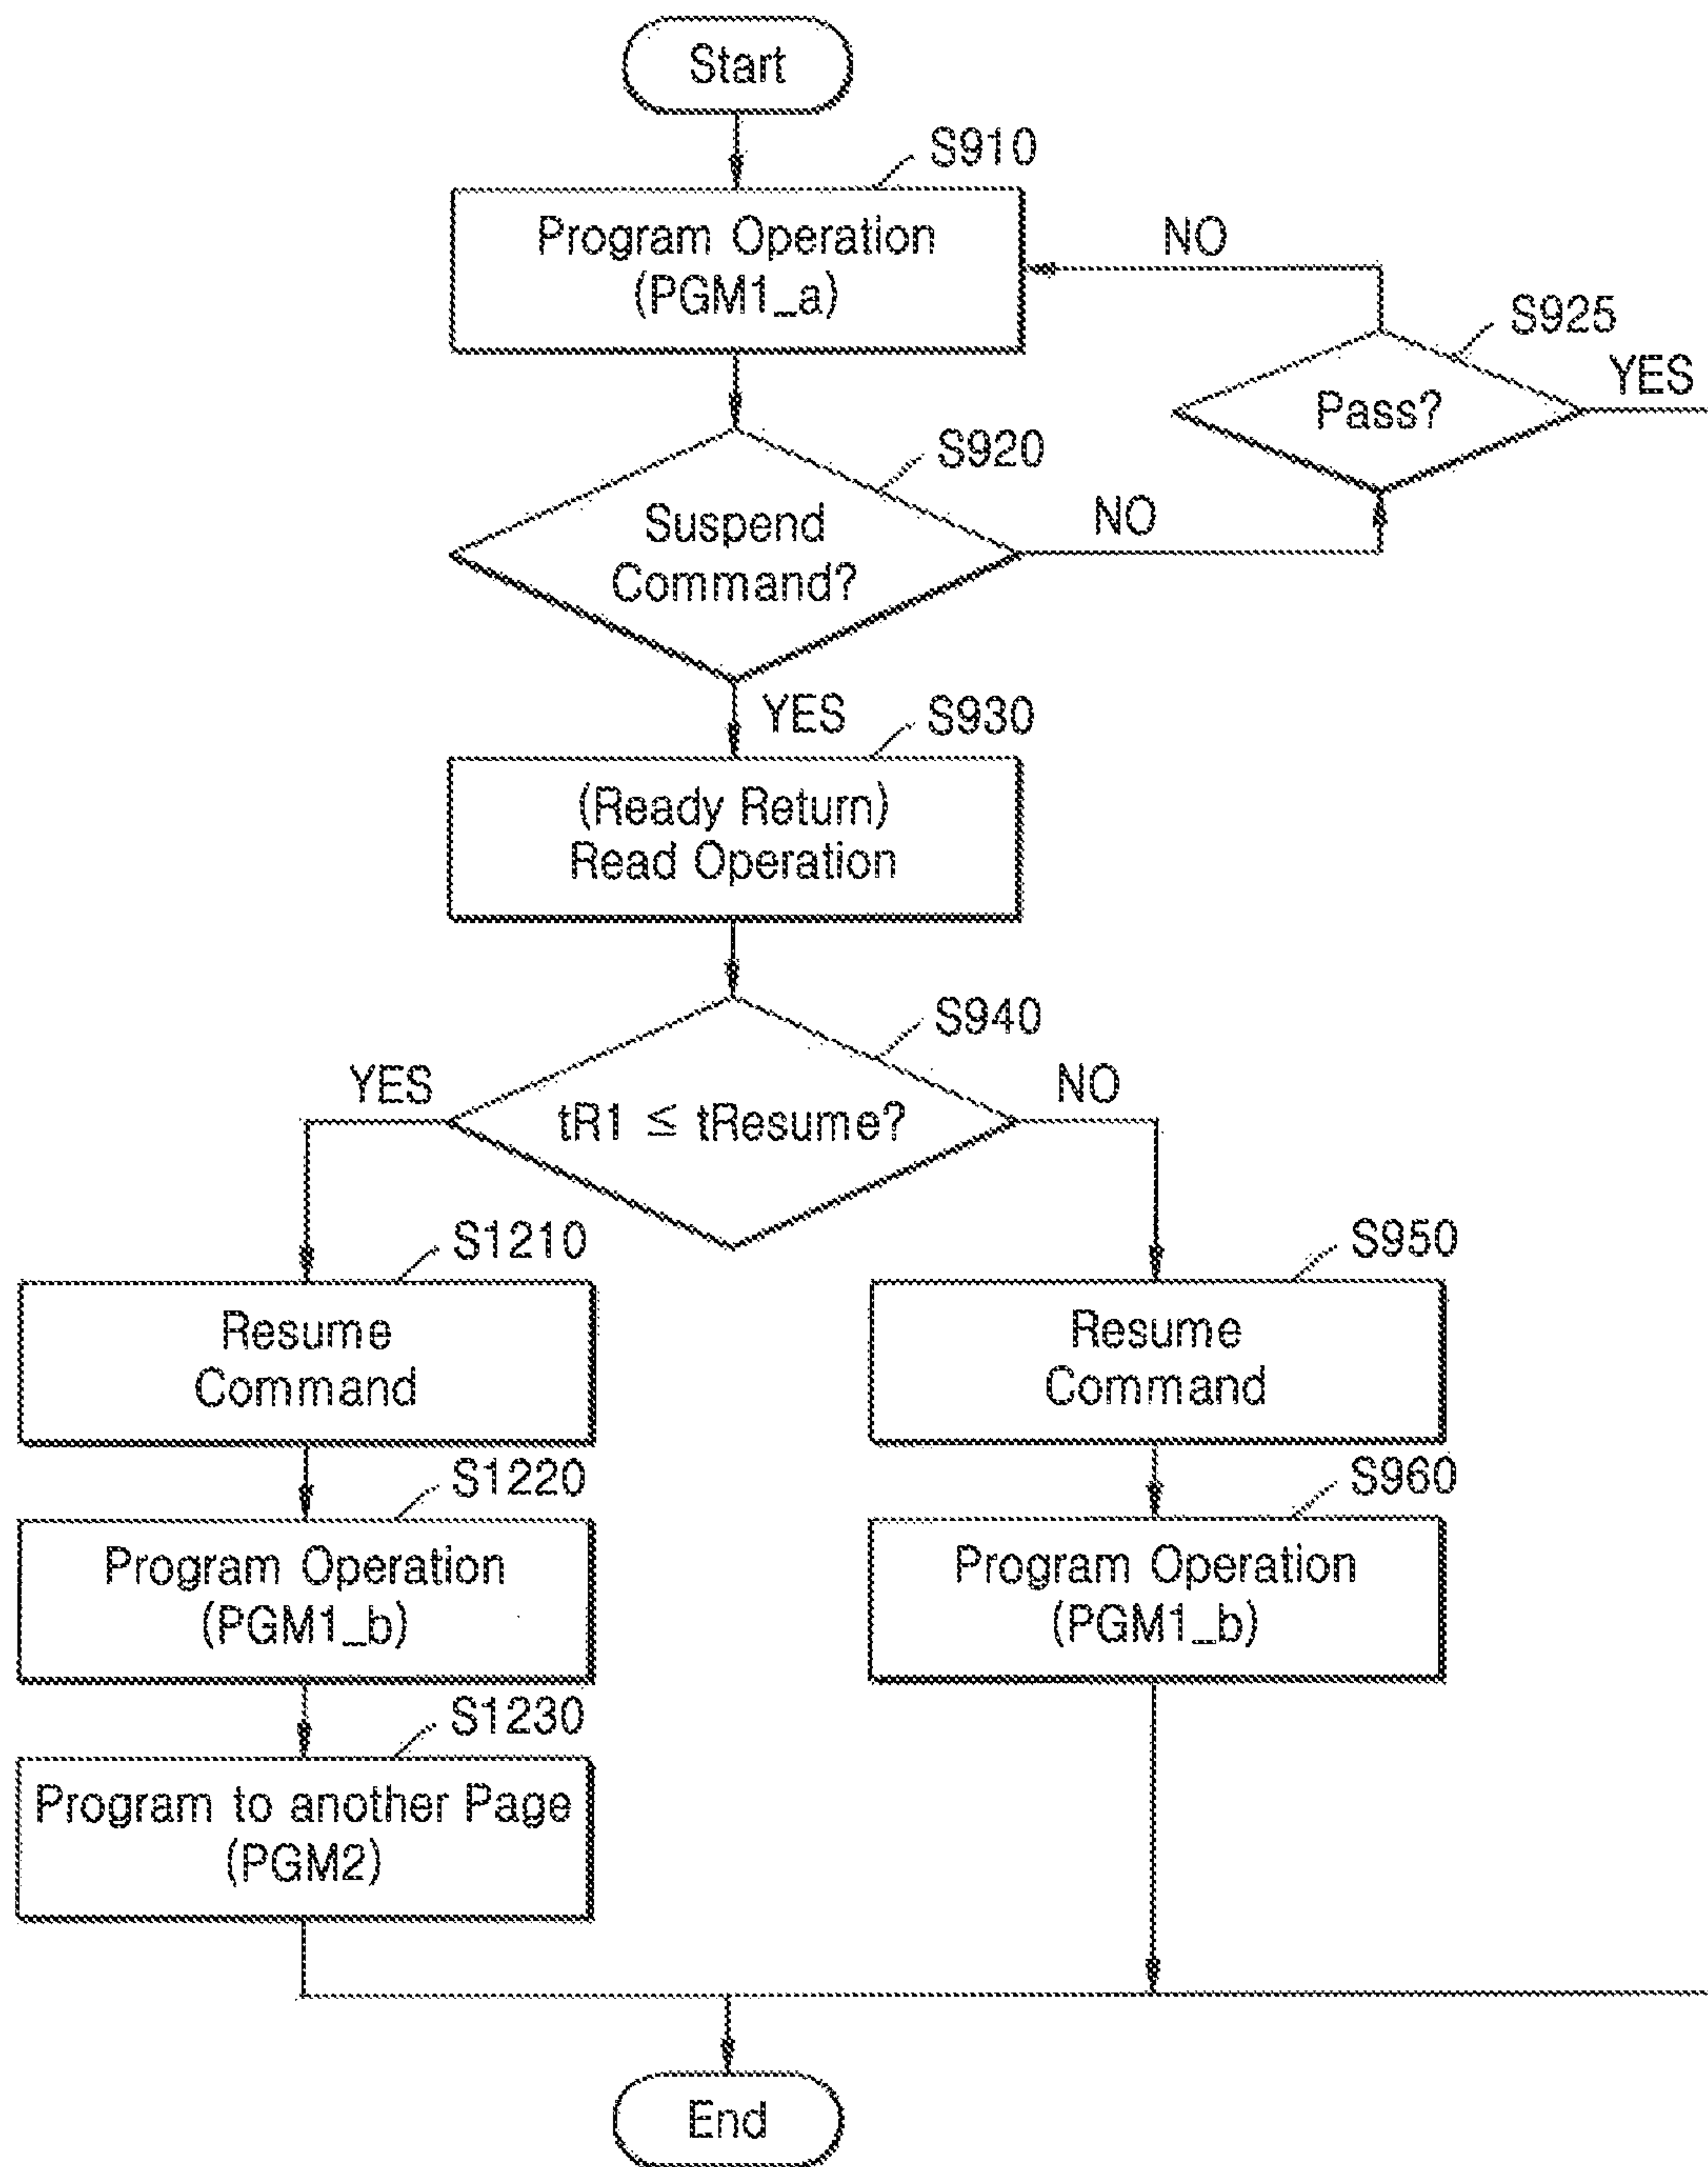 Start
S910
Program Operation
(PGM1_a)
NO
S925
Pass?
YES
S920
Suspend
Command?
NO
YES
S930
(Ready Return)
Read Operation
S940
YES
tR1 ≤ tResume?
NO
S1210
Resume
Command
S950
Resume
Command
S1220
Program Operation
(PGM1_b)
S960
Program Operation
(PGM1_b)
S1230
Program to another Page
(PGM2)
End